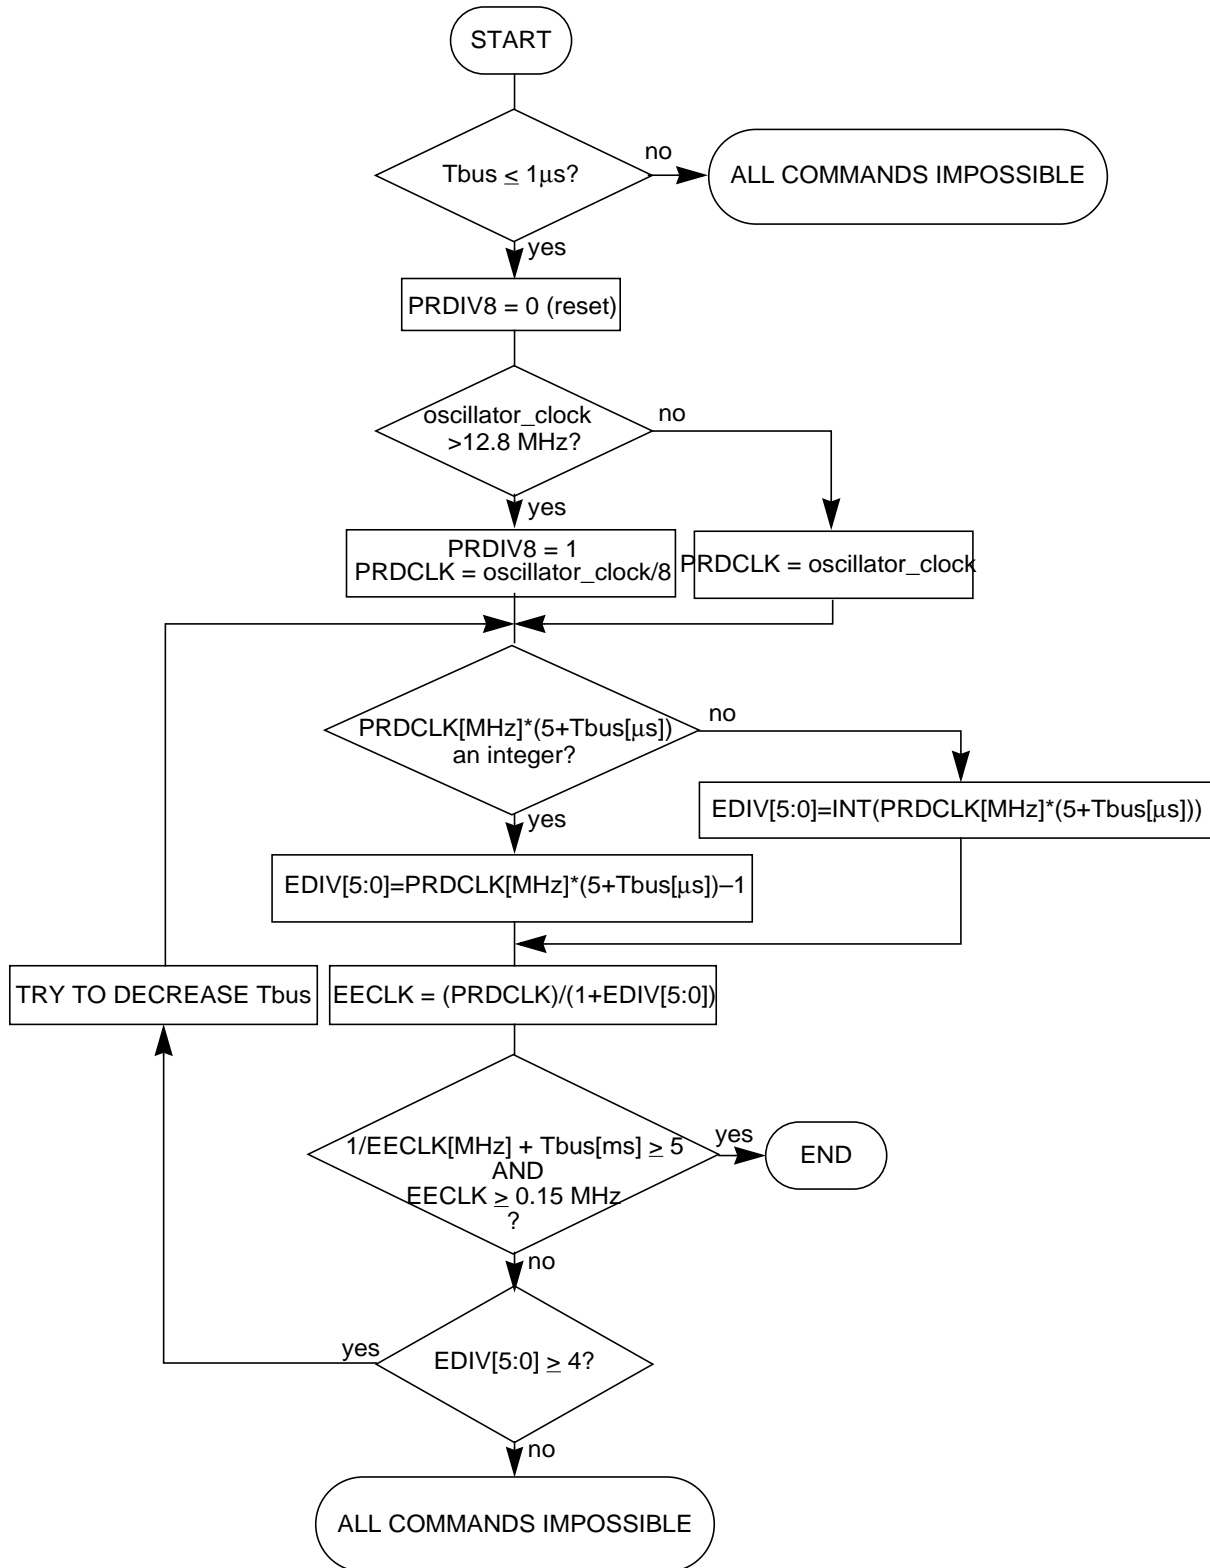 START
Tbus ≤ 1μs?
no
ALL COMMANDS IMPOSSIBLE
yes
PRDIV8 = 0 (reset)
oscillator_clock
>12.8 MHz?
no
yes
PRDIV8 = 1
PRDCLK = oscillator_clock/8
PRDCLK = oscillator_clock
PRDCLK[MHz]*(5+Tbus[μs])
an integer?
no
yes
EDIV[5:0]=INT(PRDCLK[MHz]*(5+Tbus[μs]))
EDIV[5:0]=PRDCLK[MHz]*(5+Tbus[μs])–1
TRY TO DECREASE Tbus
EECLK = (PRDCLK)/(1+EDIV[5:0])
1/EECLK[MHz] + Tbus[ms] ≥ 5
AND
EECLK ≥ 0.15 MHz
?
yes
END
no
EDIV[5:0] ≥ 4?
yes
no
ALL COMMANDS IMPOSSIBLE